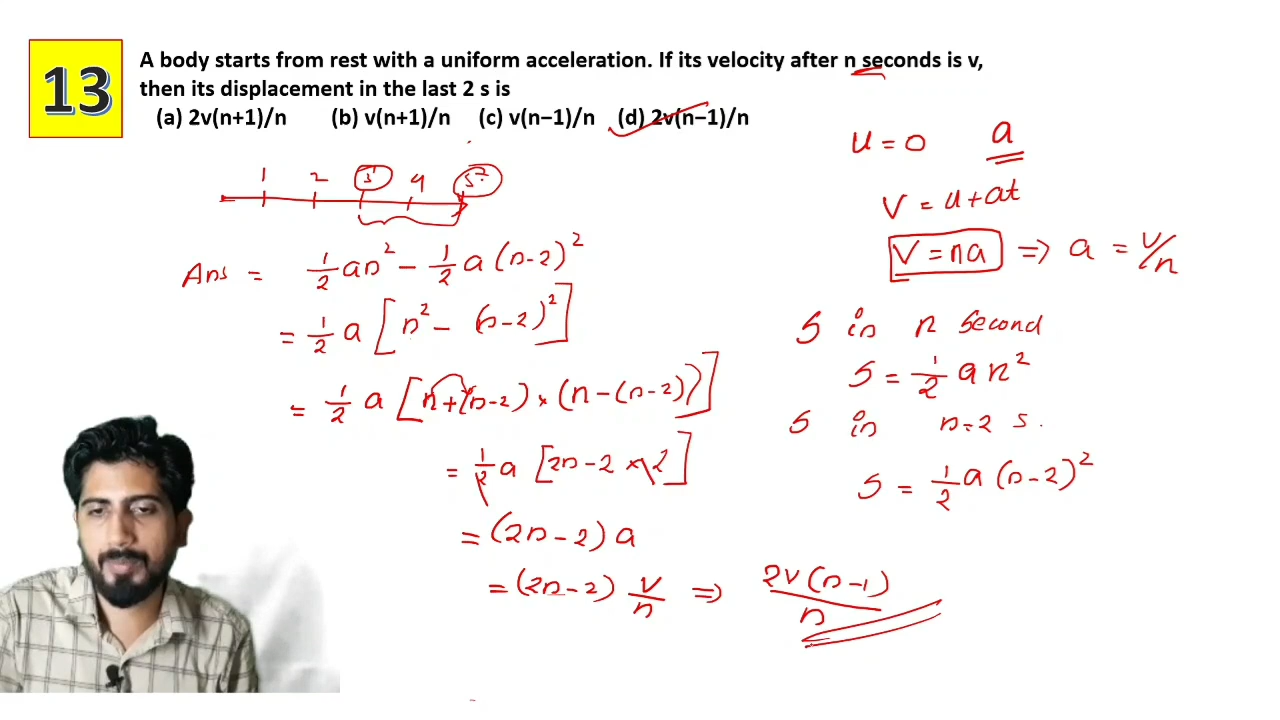 13
A body starts from rest with a uniform acceleration. If its velocity after n seconds is v,
then its displacement in the last 2 s is
(a) 2v(n+1)/n (b) v(n+1)/n (c) v(n−1)/n (d) 2v(n−1)/n
u = 0 a
v = u + at
v = na ⇒ a = v/n
1 2 4
Ans = 1/2 an² − 1/2 a (n-2)²
= 1/2 a [n² − (n-2)²]
= 1/2 a [n+(n-2) × (n-(n-2))]
= 1/2 a [2n-2 × 2]
= (2n-2) a
= (2n-2) v/n ⇒ 2v(n-1)/n
S in n second
S = 1/2 a n²
S in n-2 s.
S = 1/2 a (n-2)²